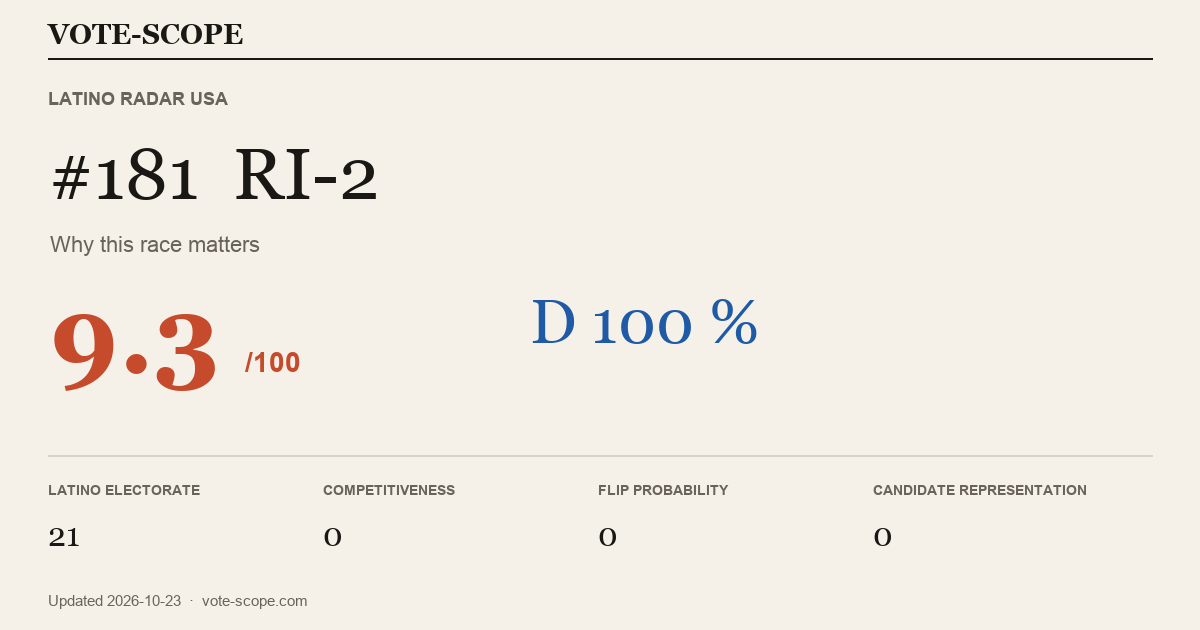 VOTE-SCOPE
LATINO RADAR USA
#181 RI-2
Why this race matters
9.3 /100
D 100 %
LATINO ELECTORATE COMPETITIVENESS FLIP PROBABILITY CANDIDATE REPRESENTATION
21 0 0 0
Updated 2026-10-23 · vote-scope.com